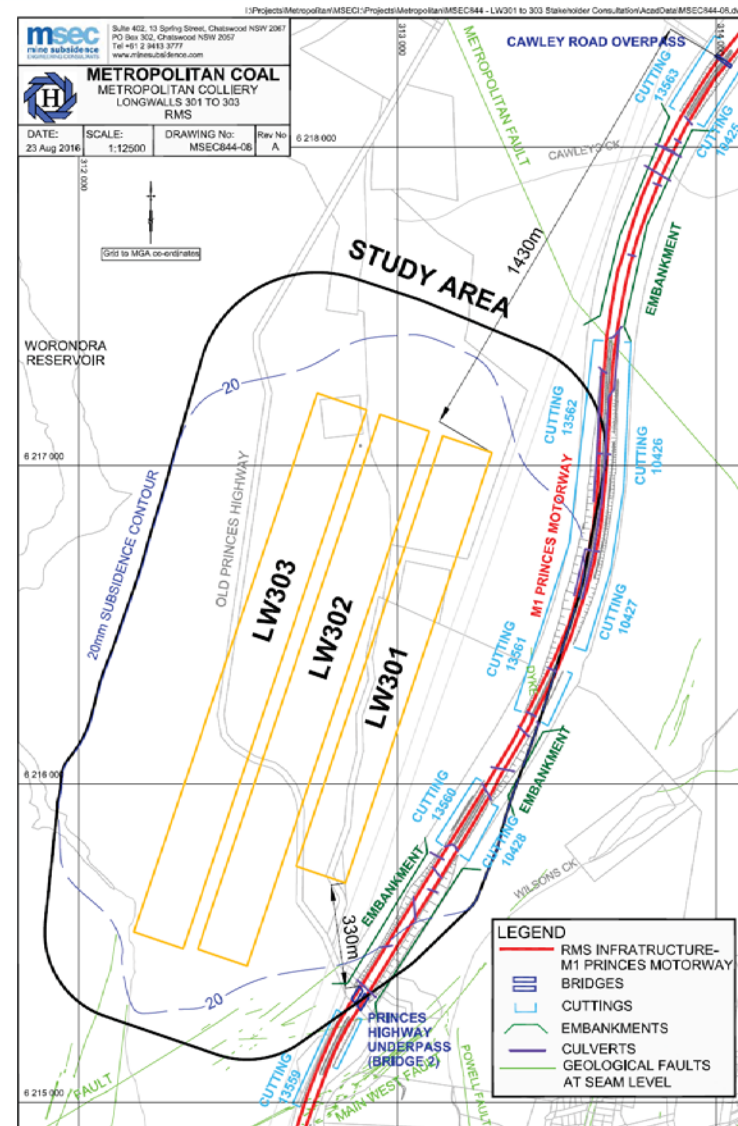 I:\Projects\Metropolitan\MSECI:\Projects\Metropolitan\MSEC844 - LW301 to 303 Stakeholder Consultation\AcadData\MSEC844-08.d
msec
mine subsidence
ENGINEERING CONSULTANTS
Suite 402, 13 Spring Street, Chatswood NSW 2067
PO Box 302, Chatswood NSW 2057
Tel +61 2 9413 3777
www.minesubsidence.com
H
METROPOLITAN COAL
METROPOLITAN COLLIERY
LONGWALLS 301 TO 303
RMS
DATE:
23 Aug 2016
SCALE:
1:12500
DRAWING No:
MSEC844-08
Rev No
A
312 000
313 000
314 000
6 218 000
6 217 000
6 216 000
6 215 000
Grid to MGA co-ordinates
CAWLEY ROAD OVERPASS
METROPOLITAN FAULT
CUTTING
13563
CUTTING
10425
CAWLEYS CK
1430m
EMBANKMENT
STUDY AREA
WORONORA
RESERVOIR
20
20mm SUBSIDENCE CONTOUR
OLD PRINCES HIGHWAY
CUTTING
13562
CUTTING
10426
M1 PRINCES MOTORWAY
LW303
LW302
LW301
CUTTING
10427
CUTTING
13561
DYKE
EMBANKMENT
CUTTING
13560
CUTTING
10428
EMBANKMENT
WILSONS CK
330m
20
PRINCES
HIGHWAY
UNDERPASS
(BRIDGE 2)
CUTTING
13559
FAULT
MAIN WEST FAULT
POWELL FAULT
LEGEND
RMS INFRATRUCTURE-
M1 PRINCES MOTORWAY
BRIDGES
CUTTINGS
EMBANKMENTS
CULVERTS
GEOLOGICAL FAULTS
AT SEAM LEVEL